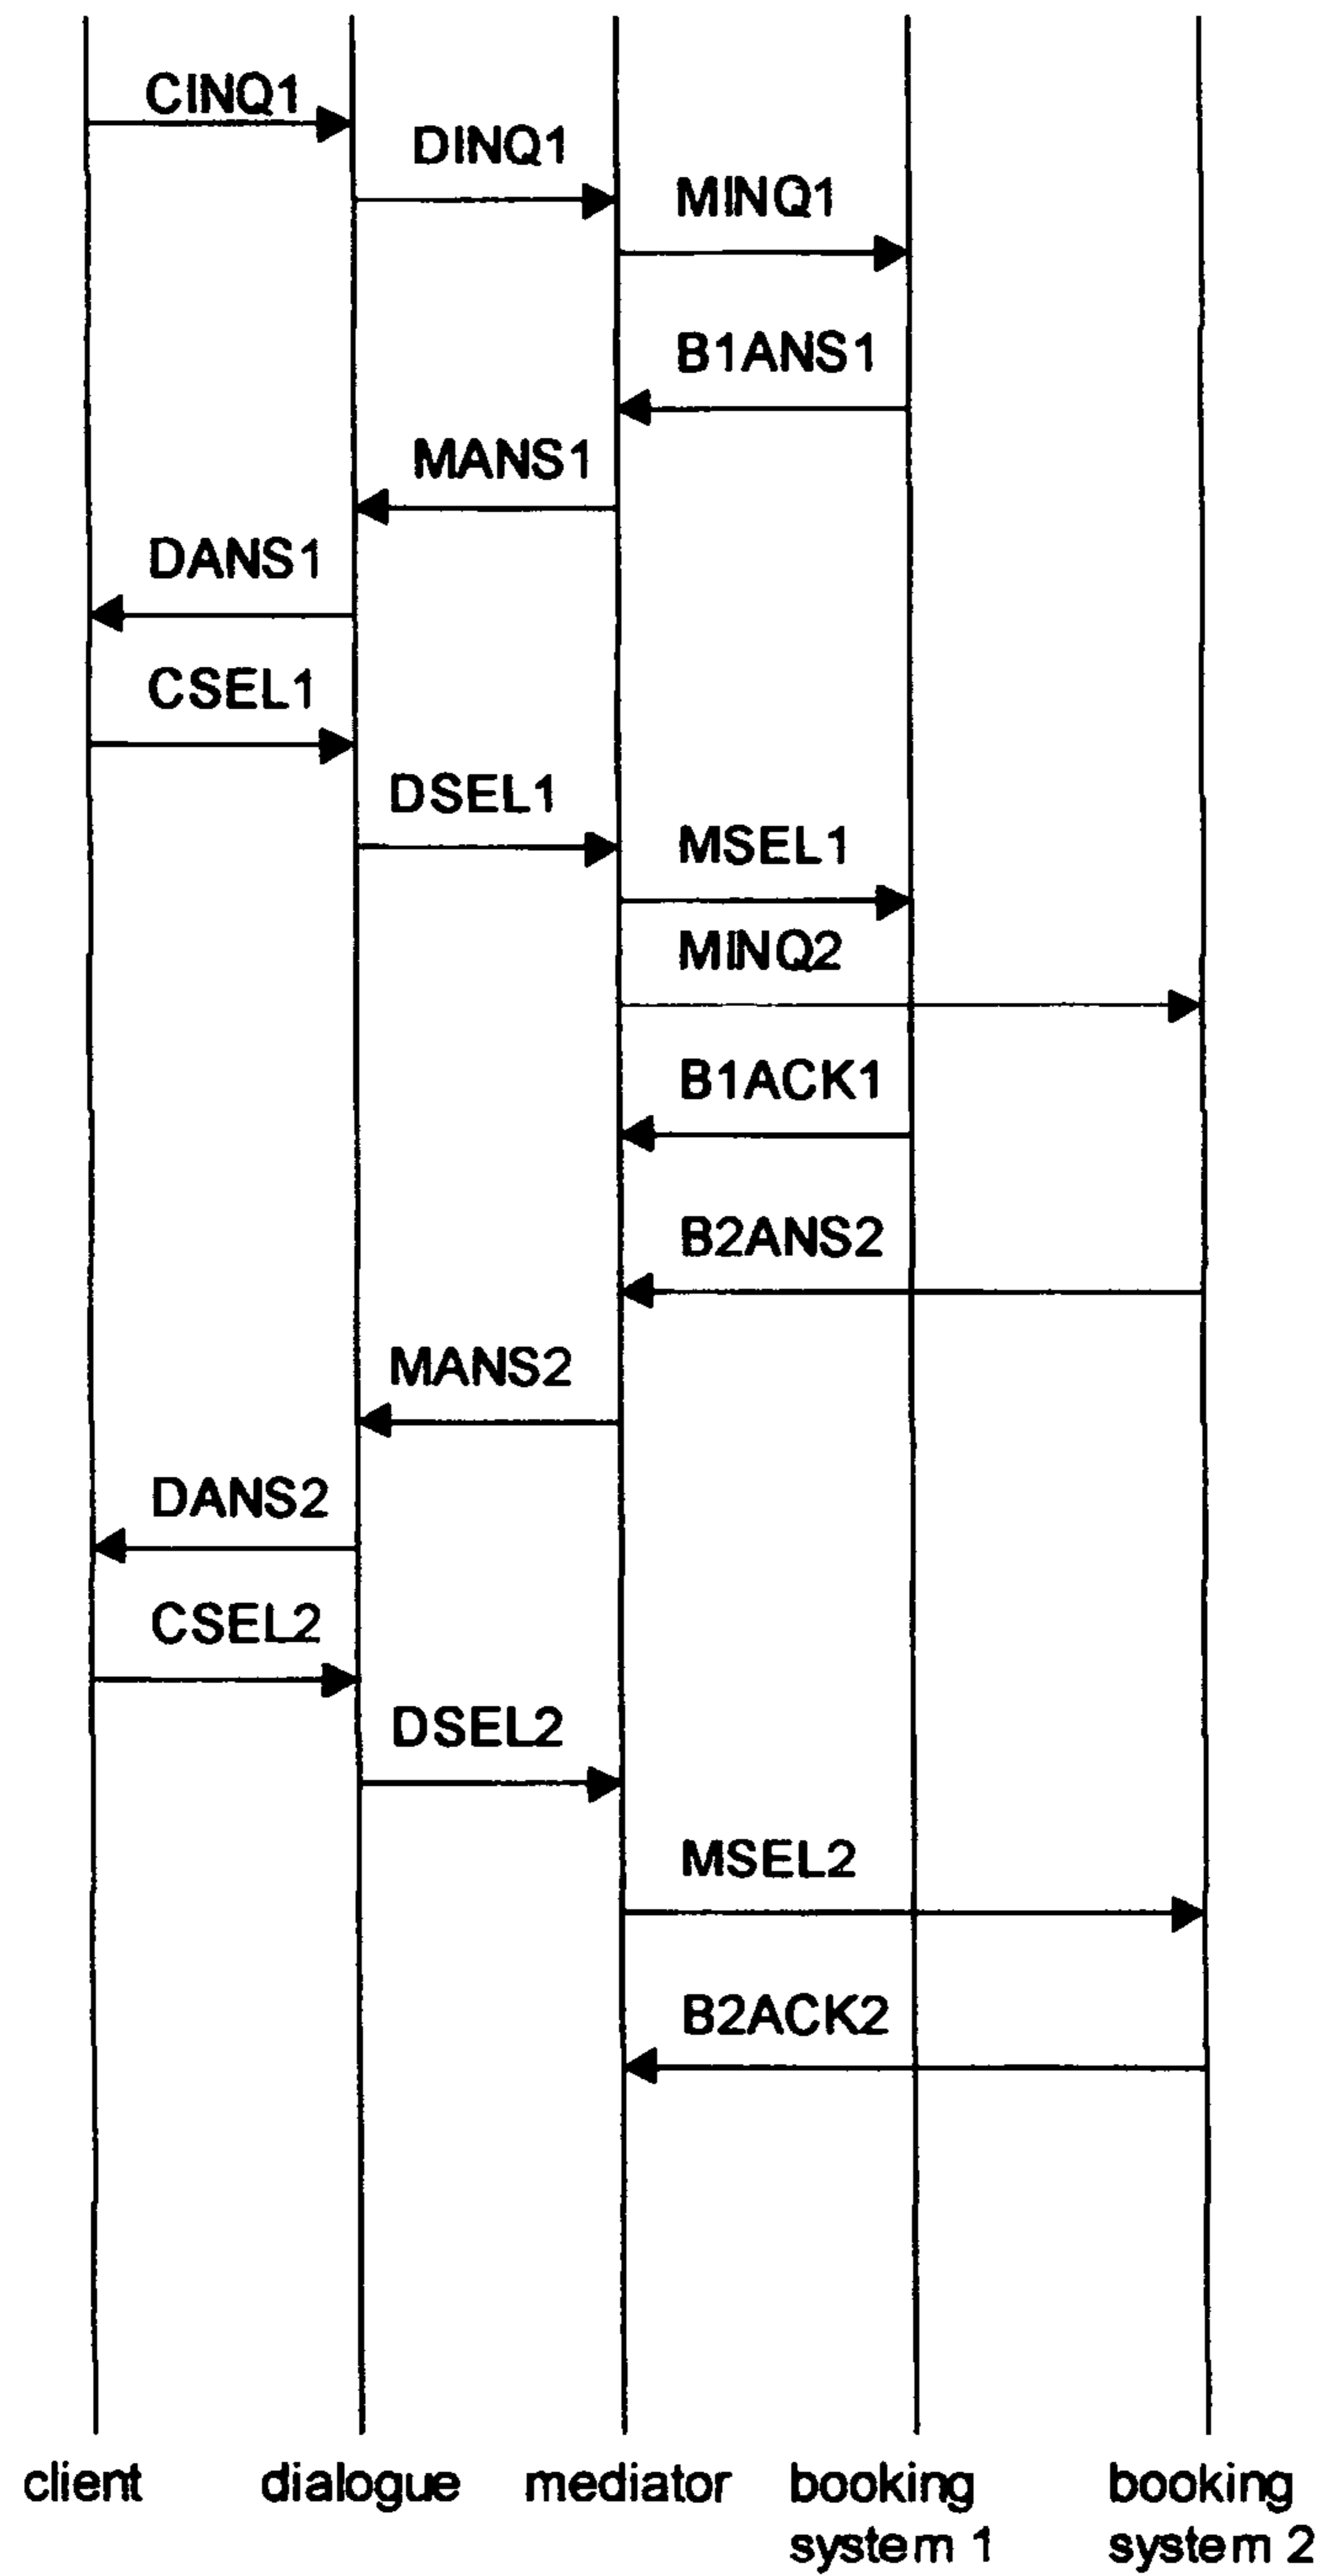 CINQ1
DINQ1
MINQ1
B1ANS1
MANS1
DANS1
CSEL1
DSEL1
MSEL1
MINQ2
B1ACK1
B2ANS2
MANS2
DANS2
CSEL2
DSEL2
MSEL2
B2ACK2
client
dialogue
mediator
booking
system 1
booking
system 2